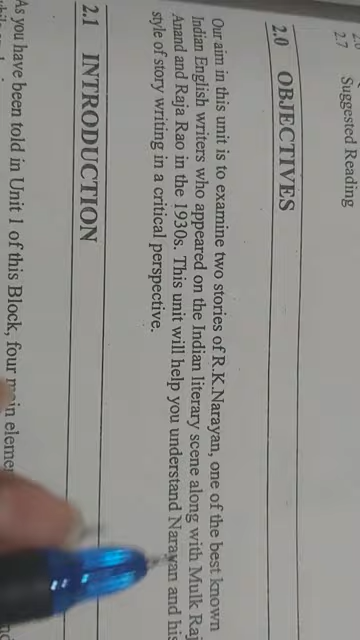 2.7 Suggested Reading
2.0 OBJECTIVES
Our aim in this unit is to examine two stories of R.K.Narayan, one of the best known
Indian English writers who appeared on the Indian literary scene along with Mulk Raj
Anand and Raja Rao in the 1930s. This unit will help you understand Narayan and his
style of story writing in a critical perspective.
2.1 INTRODUCTION
As you have been told in Unit 1 of this Block, four main